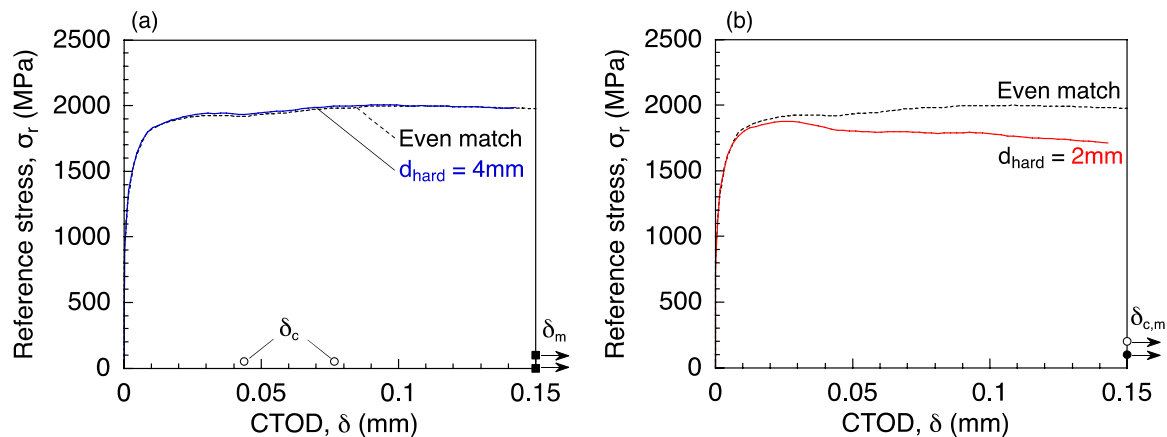 (a)
Reference stress, σr (MPa)
2500
2000
1500
1000
500
0
Even match
dhard = 4mm
δc
δm
0 0.05 0.1 0.15
CTOD, δ (mm)
(b)
Reference stress, σr (MPa)
2500
2000
1500
1000
500
0
Even match
dhard = 2mm
δc,m
0 0.05 0.1 0.15
CTOD, δ (mm)